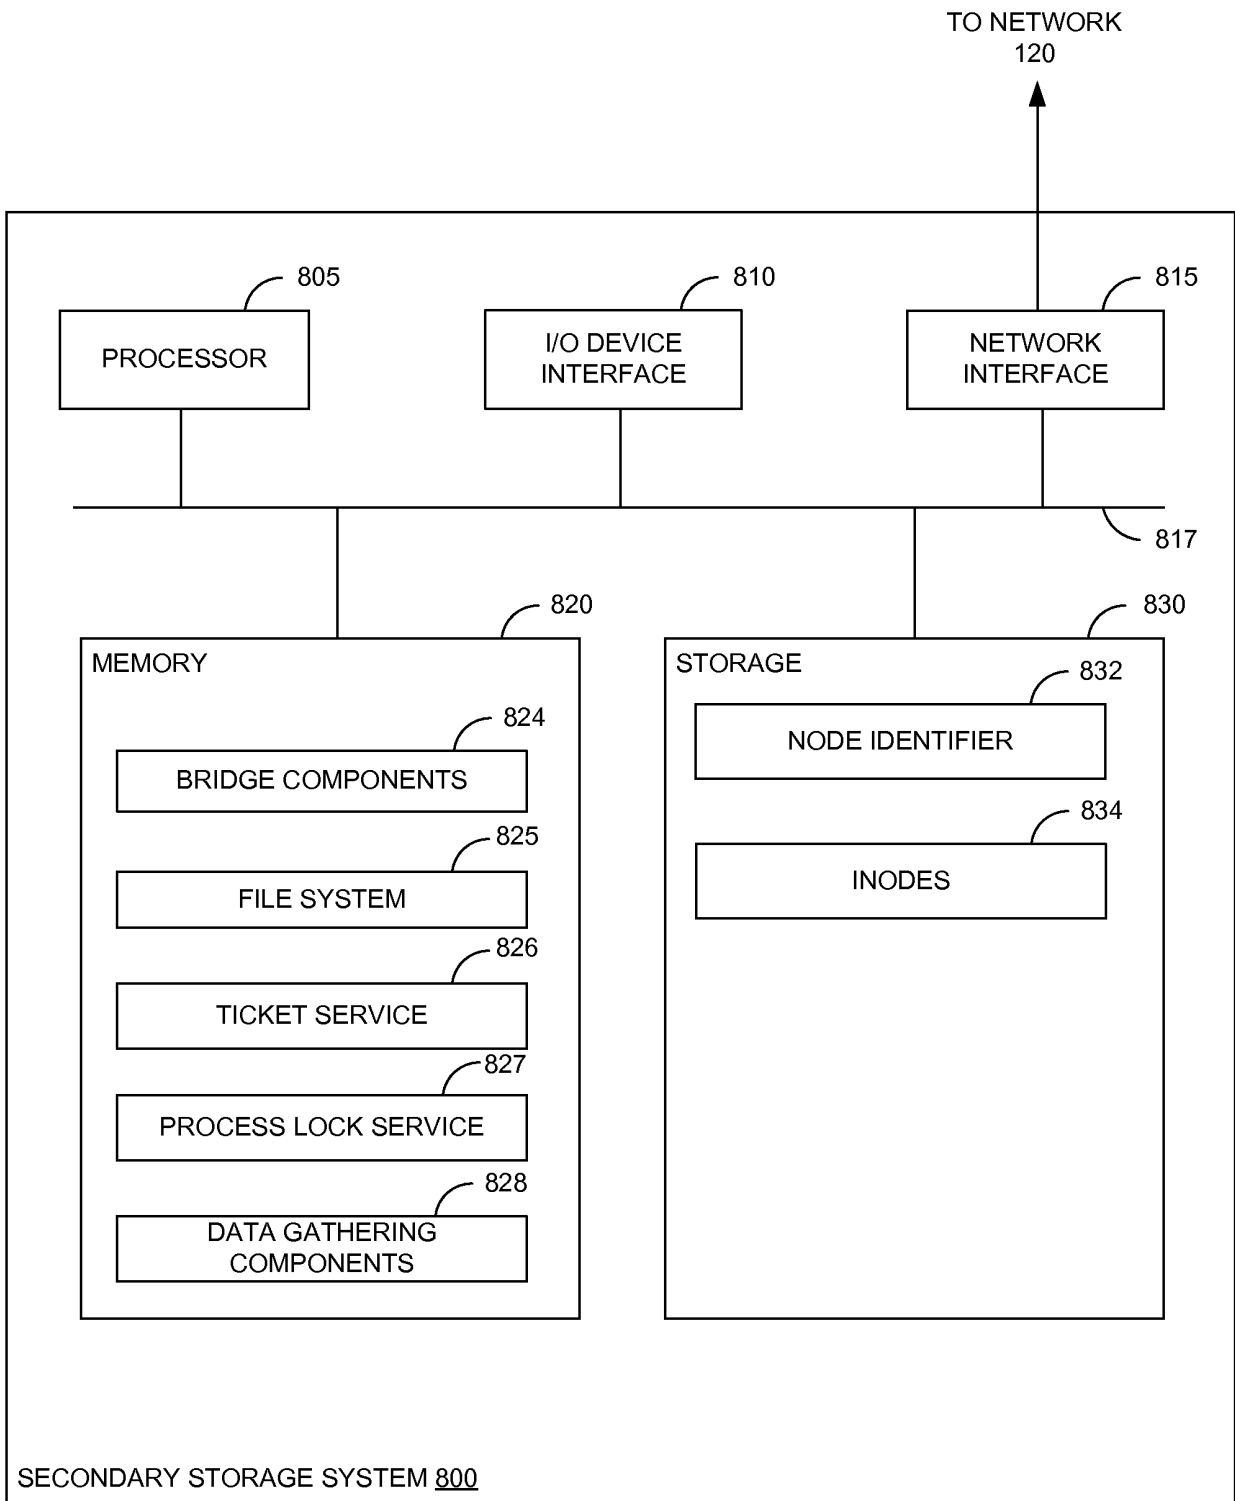 TO NETWORK
120
805
810
815
PROCESSOR
I/O DEVICE
INTERFACE
NETWORK
INTERFACE
817
820
830
MEMORY
STORAGE
824
832
BRIDGE COMPONENTS
NODE IDENTIFIER
825
834
FILE SYSTEM
INODES
826
TICKET SERVICE
827
PROCESS LOCK SERVICE
828
DATA GATHERING
COMPONENTS
SECONDARY STORAGE SYSTEM 800